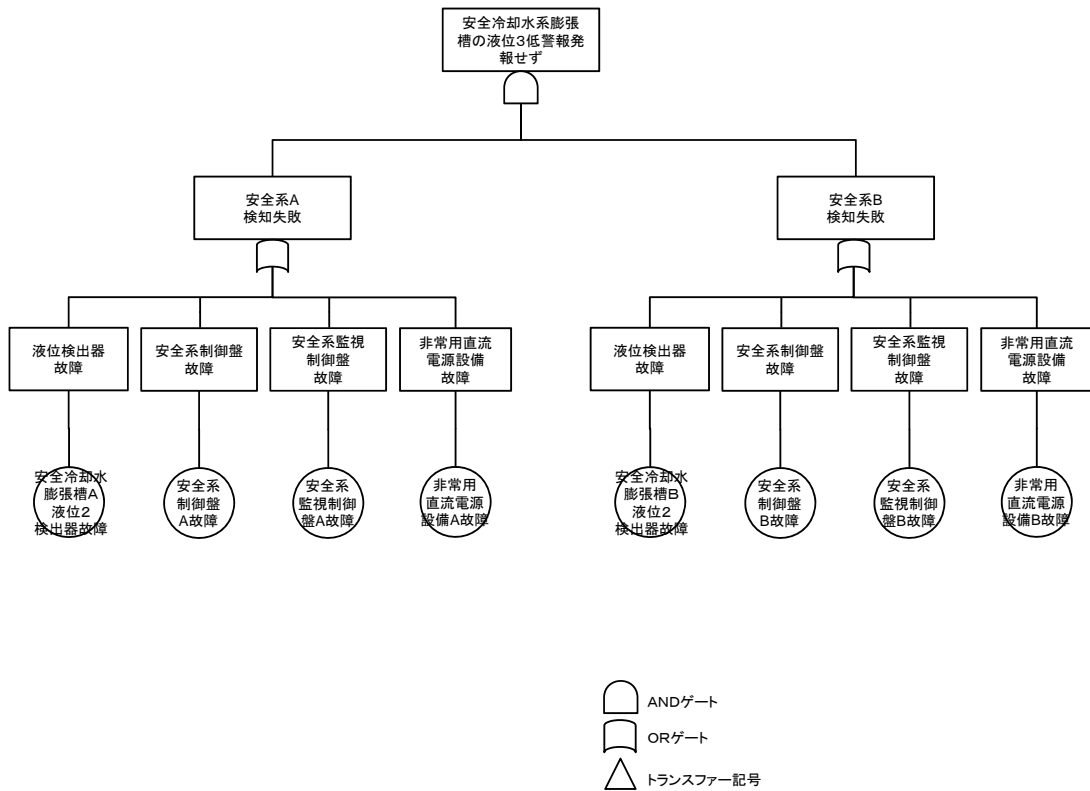 安全冷却水系膨張
槽の液位3低警報発
報せず
安全系A
検知失敗
安全系B
検知失敗
液位検出器
故障
安全系制御盤
故障
安全系監視
制御盤
故障
非常用直流
電源設備
故障
液位検出器
故障
安全系制御盤
故障
安全系監視
制御盤
故障
非常用直流
電源設備
故障
安全冷却水
膨張槽A
液位2
検出器故障
安全系
制御盤
A故障
安全系
監視制御
盤A故障
非常用
直流電源
設備A故障
安全冷却水
膨張槽B
液位2
検出器故障
安全系
制御盤
B故障
安全系
監視制御
盤B故障
非常用
直流電源
設備B故障
ANDゲート
ORゲート
トランスファー記号